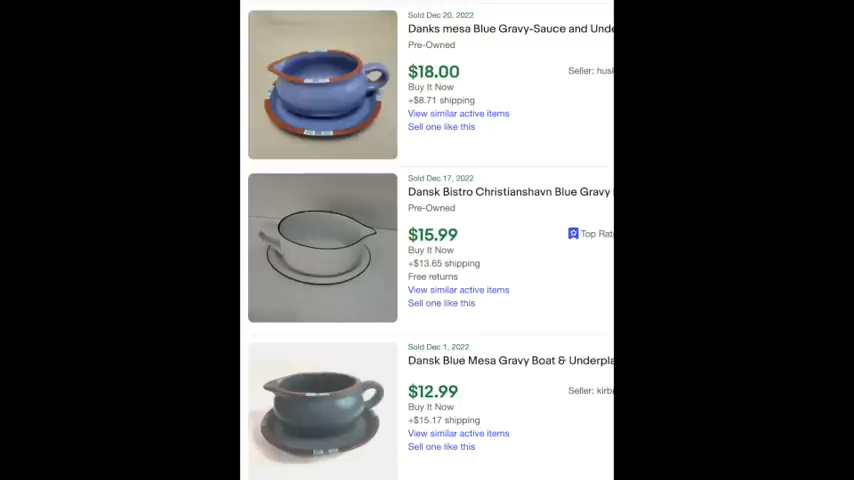 Sold Dec 20, 2022
Danks mesa Blue Gravy-Sauce and Unde
Pre-Owned
$18.00
Seller: husk
Buy It Now
+$8.71 shipping
View similar active items
Sell one like this
Sold Dec 17, 2022
Dansk Bistro Christianshavn Blue Gravy
Pre-Owned
$15.99
Top Rate
Buy It Now
+$13.65 shipping
Free returns
View similar active items
Sell one like this
Sold Dec 1, 2022
Dansk Blue Mesa Gravy Boat & Underpla
$12.99
Seller: kirb
Buy It Now
+$15.17 shipping
View similar active items
Sell one like this